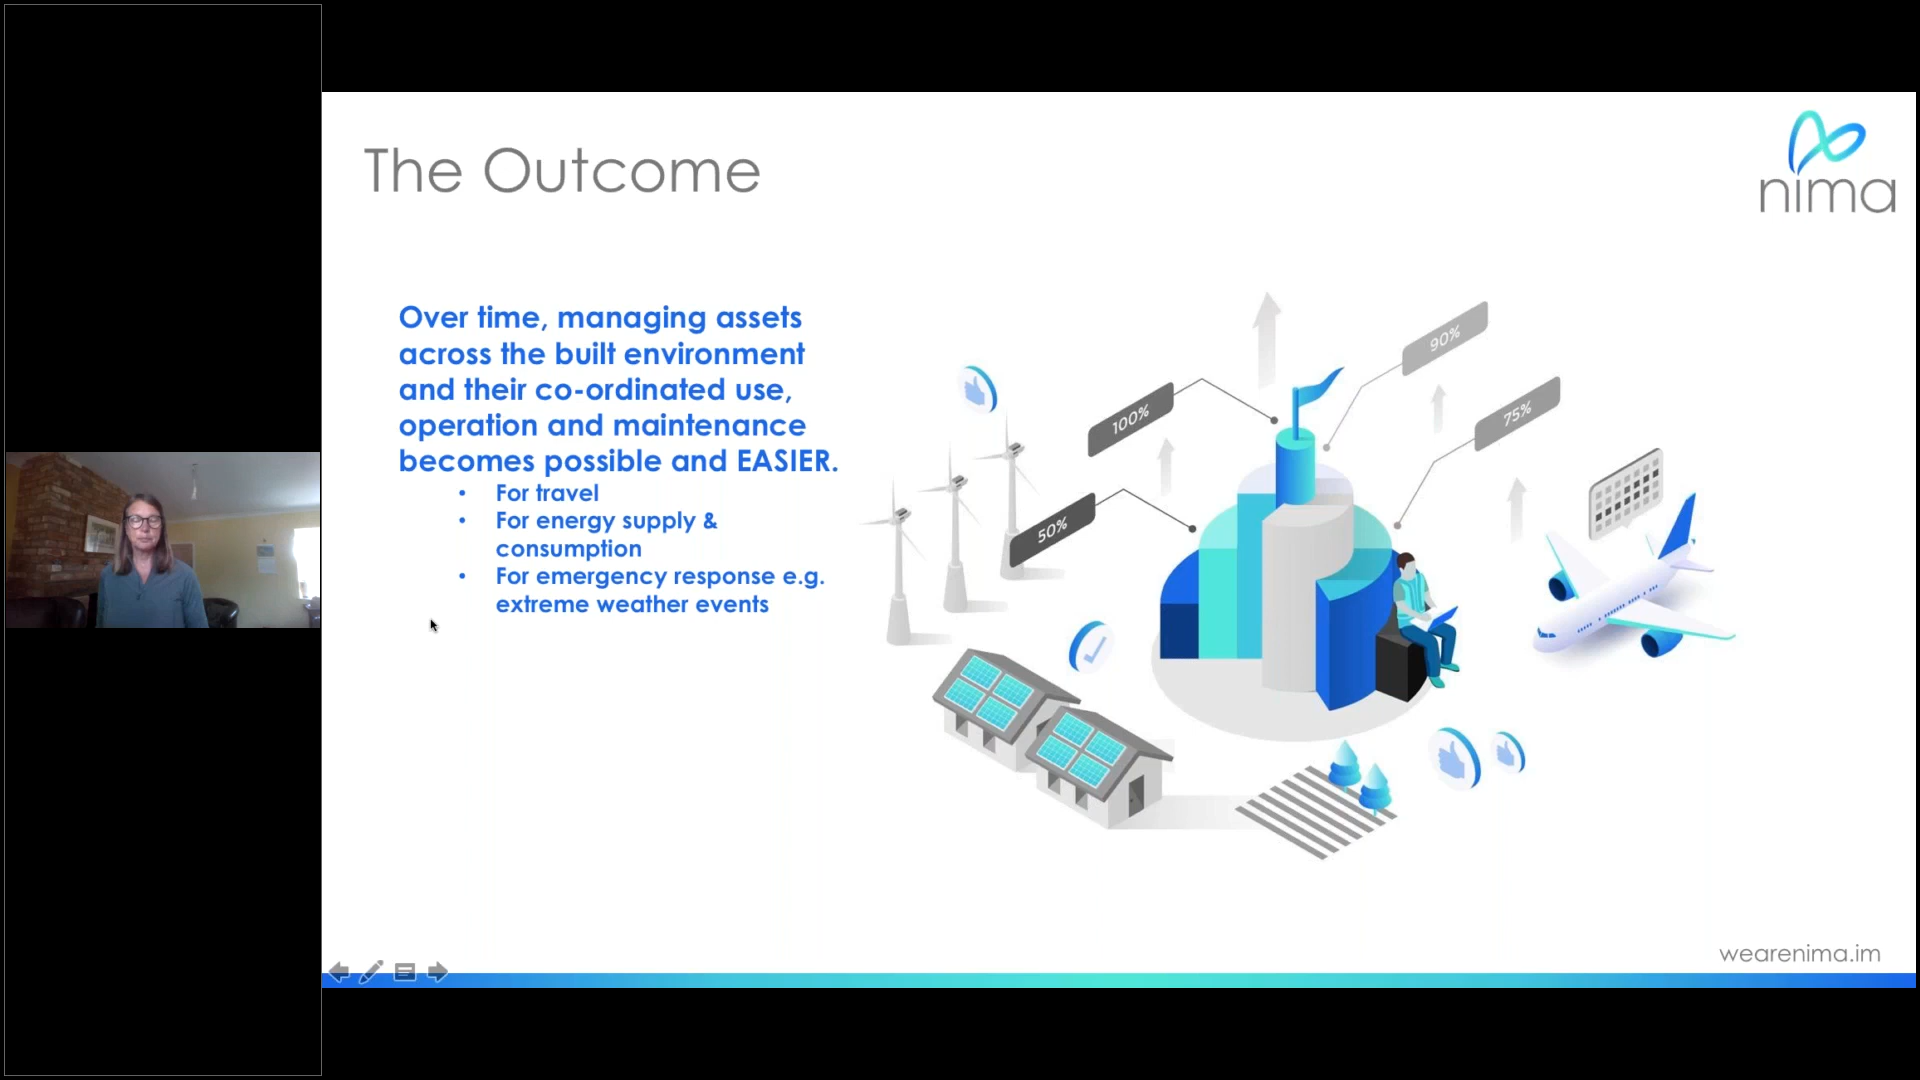 The Outcome
nima
Over time, managing assets
across the built environment
and their co-ordinated use,
operation and maintenance
becomes possible and EASIER.
• For travel
• For energy supply &
consumption
• For emergency response e.g.
extreme weather events
90%
100%
75%
50%
wearenima.im